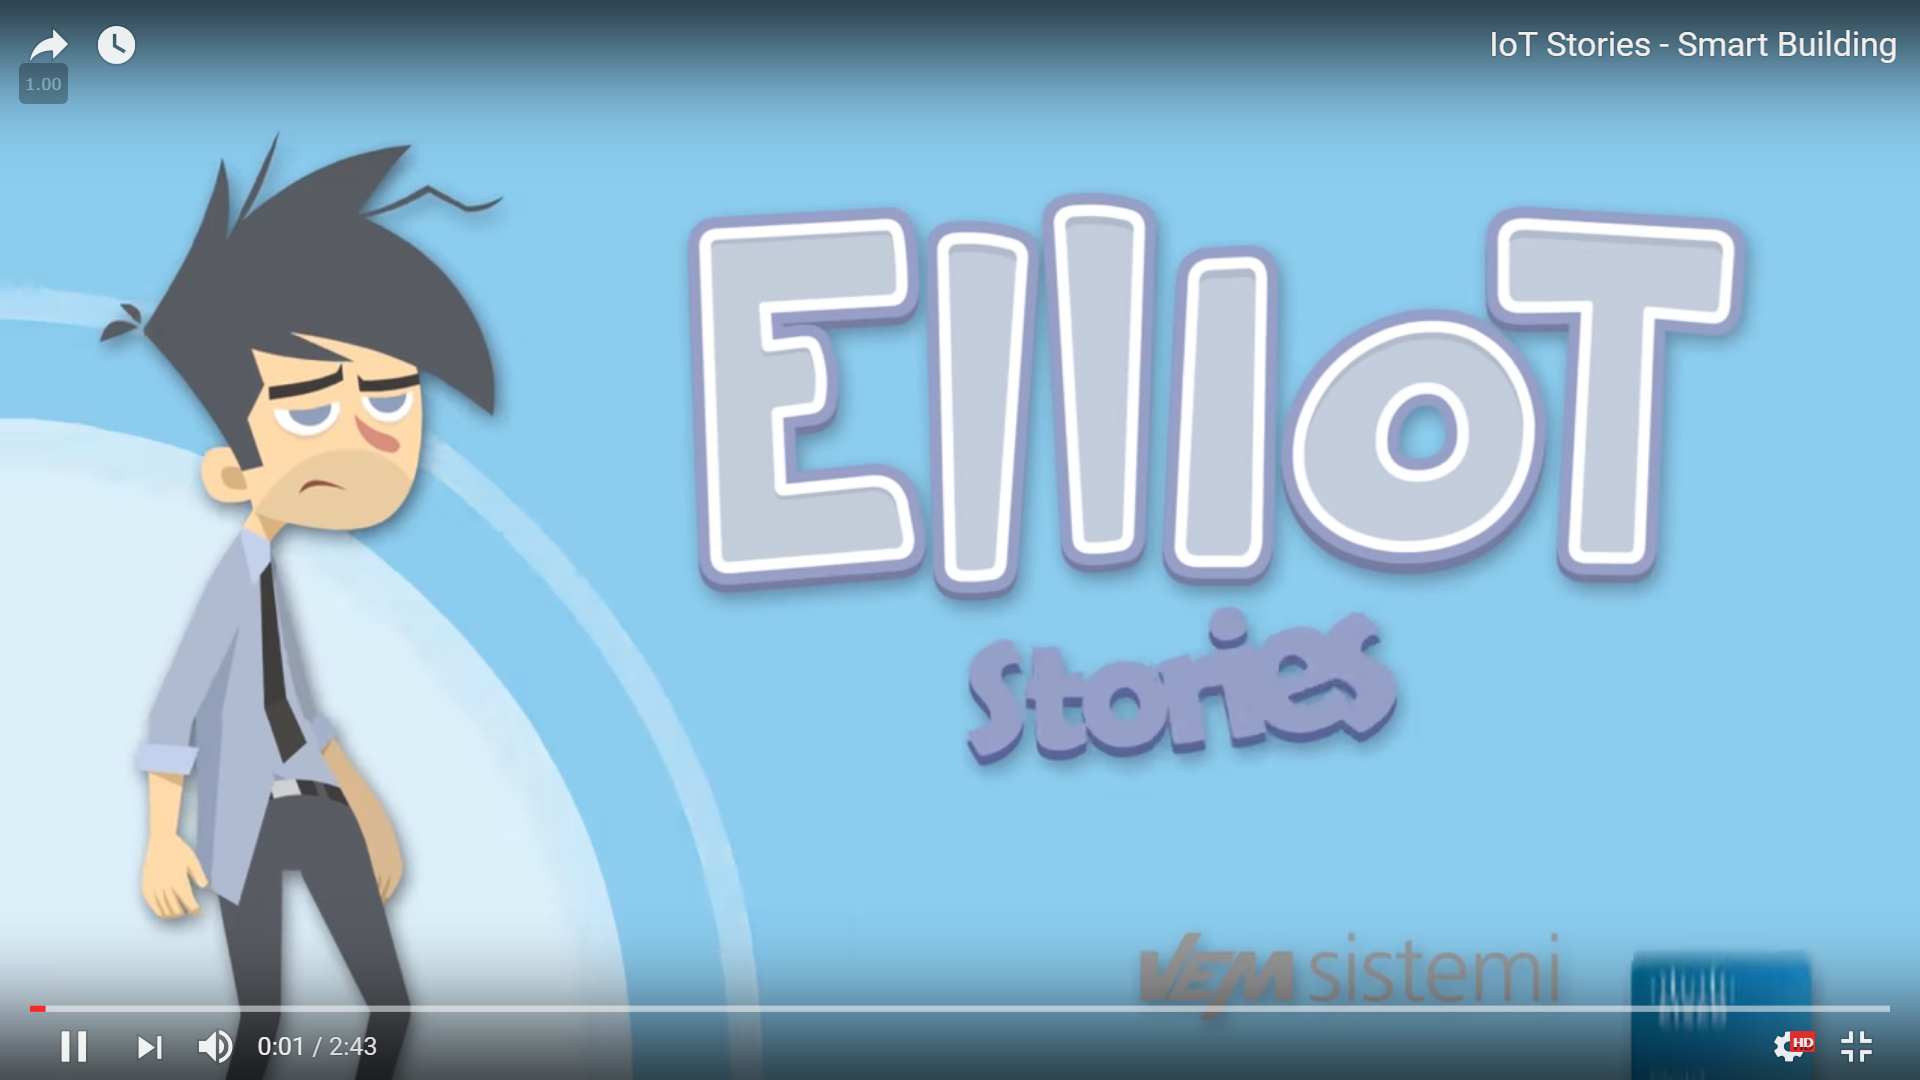 IoT Stories - Smart Building
1.00
EllIoT
Stories
VEM sistemi
0:01 / 2:43
HD